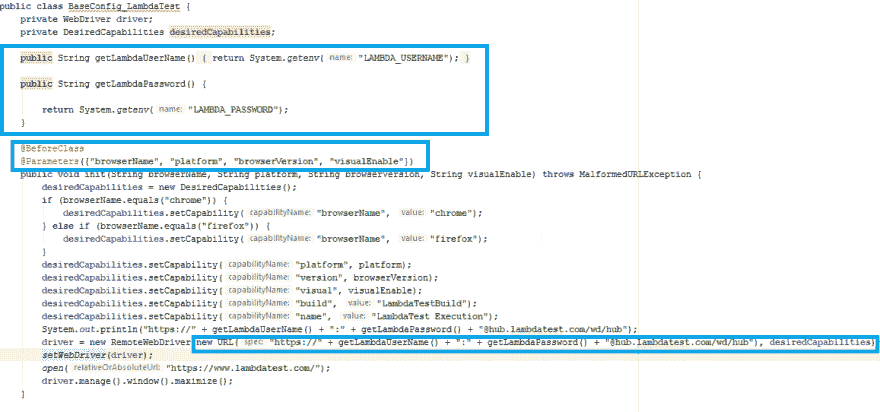 public class BaseConfig_LambdaTest {
private WebDriver driver;
private DesiredCapabilities desiredCapabilities;
public String getLambdaUserName() { return System.getenv( name: "LAMBDA_USERNAME"); }
public String getLambdaPassword() {
return System.getenv( name: "LAMBDA_PASSWORD");
}
@BeforeClass
@Parameters({"browserName", "platform", "browserVersion", "visualEnable"})
public void init(String browserName, String platform, String browserVersion, String visualEnable) throws MalformedURLException {
desiredCapabilities = new DesiredCapabilities();
if (browserName.equals("chrome")) {
desiredCapabilities.setCapability( capabilityName: "browserName", value: "chrome");
} else if (browserName.equals("firefox")) {
desiredCapabilities.setCapability( capabilityName: "browserName", value: "firefox");
}
desiredCapabilities.setCapability( capabilityName: "platform", platform);
desiredCapabilities.setCapability( capabilityName: "version", browserVersion);
desiredCapabilities.setCapability( capabilityName: "visual", visualEnable);
desiredCapabilities.setCapability( capabilityName: "build", value: "LambdaTestBuild");
desiredCapabilities.setCapability( capabilityName: "name", value: "LambdaTest Execution");
System.out.println("https://" + getLambdaUserName() + ":" + getLambdaPassword() + "@hub.lambdatest.com/wd/hub");
driver = new RemoteWebDriver(new URL( spec: "https://" + getLambdaUserName() + ":" + getLambdaPassword() + "@hub.lambdatest.com/wd/hub"), desiredCapabilities);
setWebDriver(driver);
open( relativeOrAbsoluteUrl: "https://www.lambdatest.com/");
driver.manage().window().maximize();
}